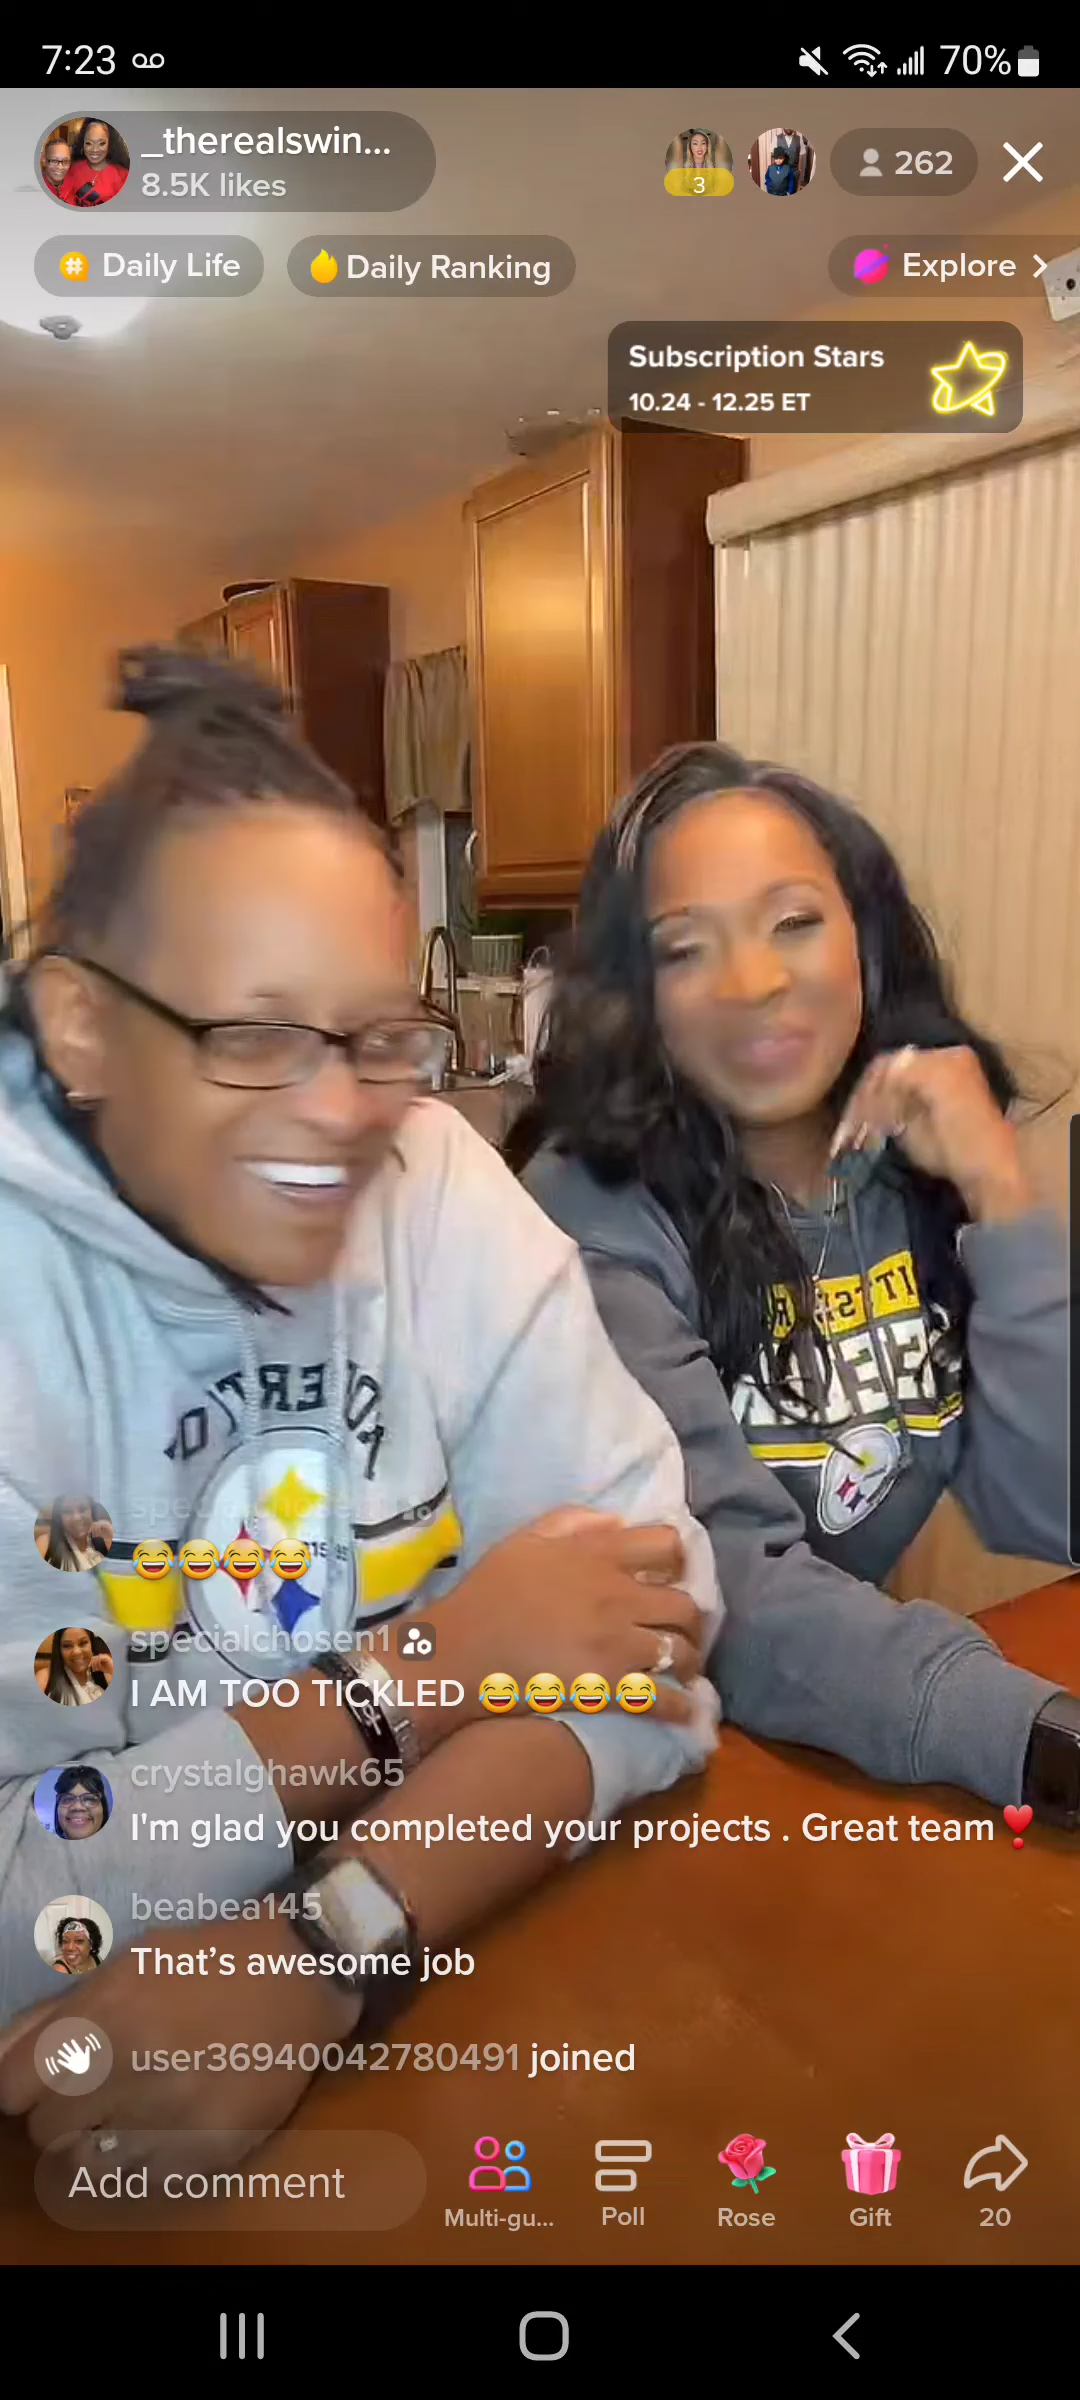 7:23
70%
_therealswin...
8.5K likes
3
262
Daily Life
Daily Ranking
Explore >
Subscription Stars
10.24 - 12.25 ET
😂😂😂😂
specialchosen1
I AM TOO TICKLED 😂😂😂😂
crystalghawk65
I'm glad you completed your projects . Great team❣️
beabea145
That’s awesome job
user36940042780491 joined
Add comment
Multi-gu...
Poll
Rose
Gift
20